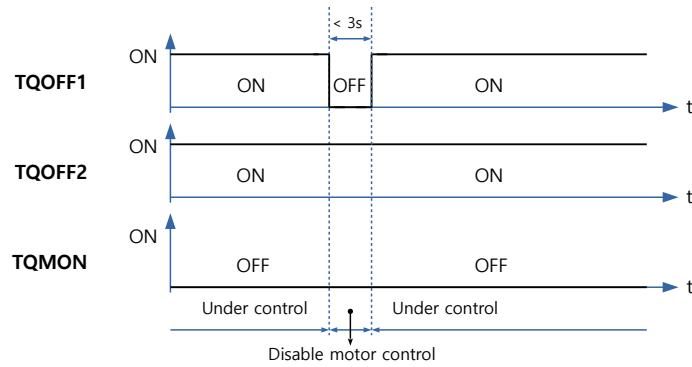 < 3s
ON
TQOFF1
ON
OFF
ON
t
ON
TQOFF2
ON
ON
t
ON
TQMON
OFF
OFF
t
Under control
Under control
Disable motor control